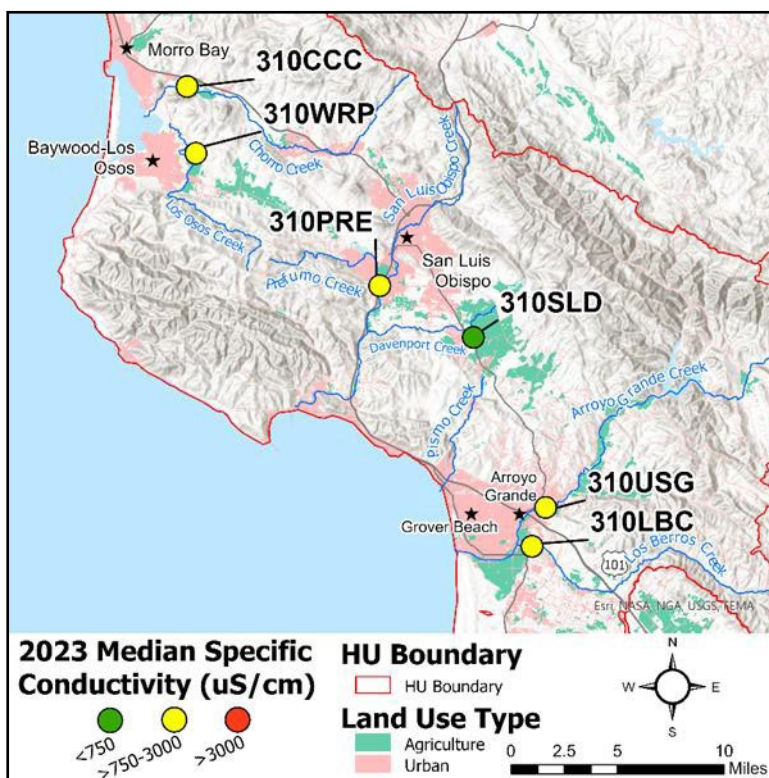 Morro Bay
310CCC
310WRP
Baywood-Los
Osos
Chorro Creek
San Luis
Obispo Creek
Los Osos Creek
310PRE
San Luis
Obispo
Prefumo Creek
310SLD
Davenport Creek
Arroyo Grande Creek
Pismo Creek
Arroyo
Grande
310USG
Grover Beach
310LBC
Los Berros Creek
101
Esri, NASA, NGA, USGS, FEMA
2023 Median Specific
Conductivity (uS/cm)
<750
>750-3000
>3000
HU Boundary
HU Boundary
Land Use Type
Agriculture
Urban
N
W
E
S
0 2.5 5 10
Miles